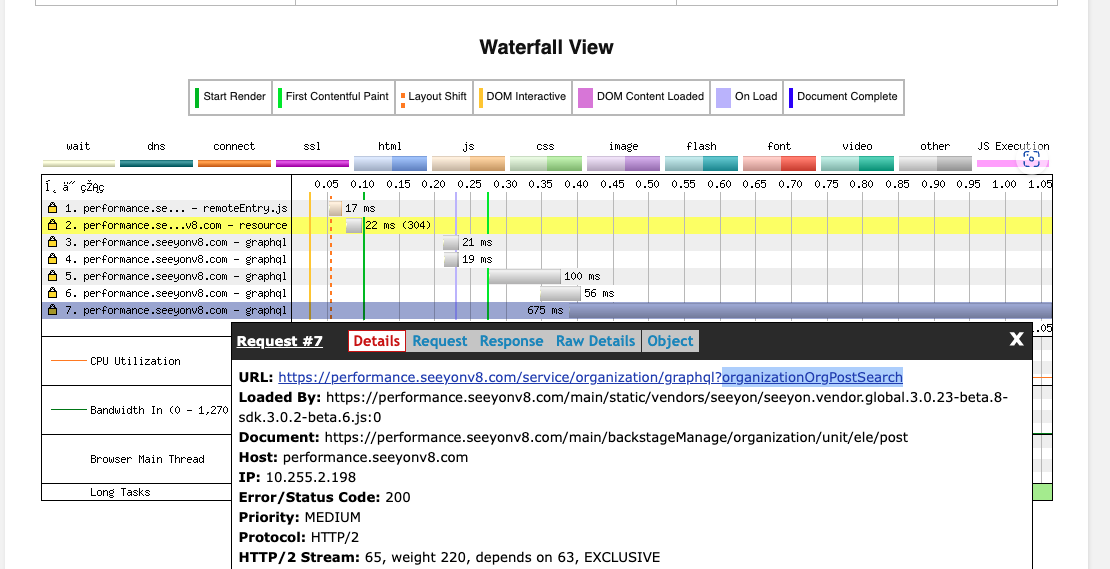 Waterfall View
Start Render First Contentful Paint Layout Shift DOM Interactive DOM Content Loaded On Load Document Complete
wait dns connect ssl html js css image flash font video other JS Execution
0.05 0.10 0.15 0.20 0.25 0.30 0.35 0.40 0.45 0.50 0.55 0.60 0.65 0.70 0.75 0.80 0.85 0.90 0.95 1.00 1.05
1. performance.se... - remoteEntry.js 17 ms
2. performance.se...v8.com - resource 22 ms (304)
3. performance.seeyonv8.com - graphql 21 ms
4. performance.seeyonv8.com - graphql 19 ms
5. performance.seeyonv8.com - graphql 100 ms
6. performance.seeyonv8.com - graphql 56 ms
7. performance.seeyonv8.com - graphql 675 ms
.05
Request #7 Details Request Response Raw Details Object X
CPU Utilization
Bandwidth In (0 - 1,270
Browser Main Thread
Long Tasks
URL: https://performance.seeyonv8.com/service/organization/graphql?organizationOrgPostSearch
Loaded By: https://performance.seeyonv8.com/main/static/vendors/seeyon/seeyon.vendor.global.3.0.23-beta.8-
sdk.3.0.2-beta.6.js:0
Document: https://performance.seeyonv8.com/main/backstageManage/organization/unit/ele/post
Host: performance.seeyonv8.com
IP: 10.255.2.198
Error/Status Code: 200
Priority: MEDIUM
Protocol: HTTP/2
HTTP/2 Stream: 65, weight 220, depends on 63, EXCLUSIVE